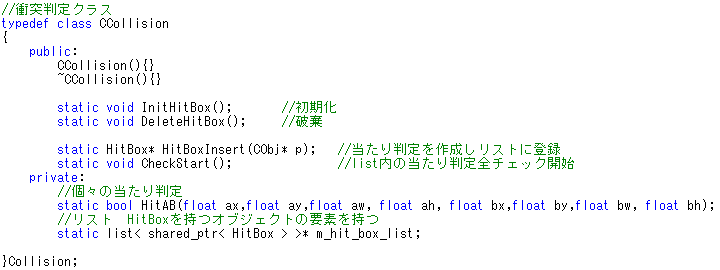 //衝突判定クラス
typedef class CCollision
{
    public:
        CCollision(){}
        ~CCollision(){}
        static void InitHitBox();       //初期化
        static void DeleteHitBox();     //破棄
        static HitBox* HitBoxInsert(CObj* p);   //当たり判定を作成しリストに登録
        static void CheckStart();               //list内の当たり判定全チェック開始
    private:
        //個々の当たり判定
        static bool HitAB(float ax,float ay,float aw, float ah, float bx,float by,float bw, float bh);
        //リスト　HitBoxを持つオブジェクトの要素を持つ
        static list< shared_ptr< HitBox > >* m_hit_box_list;
}Collision;